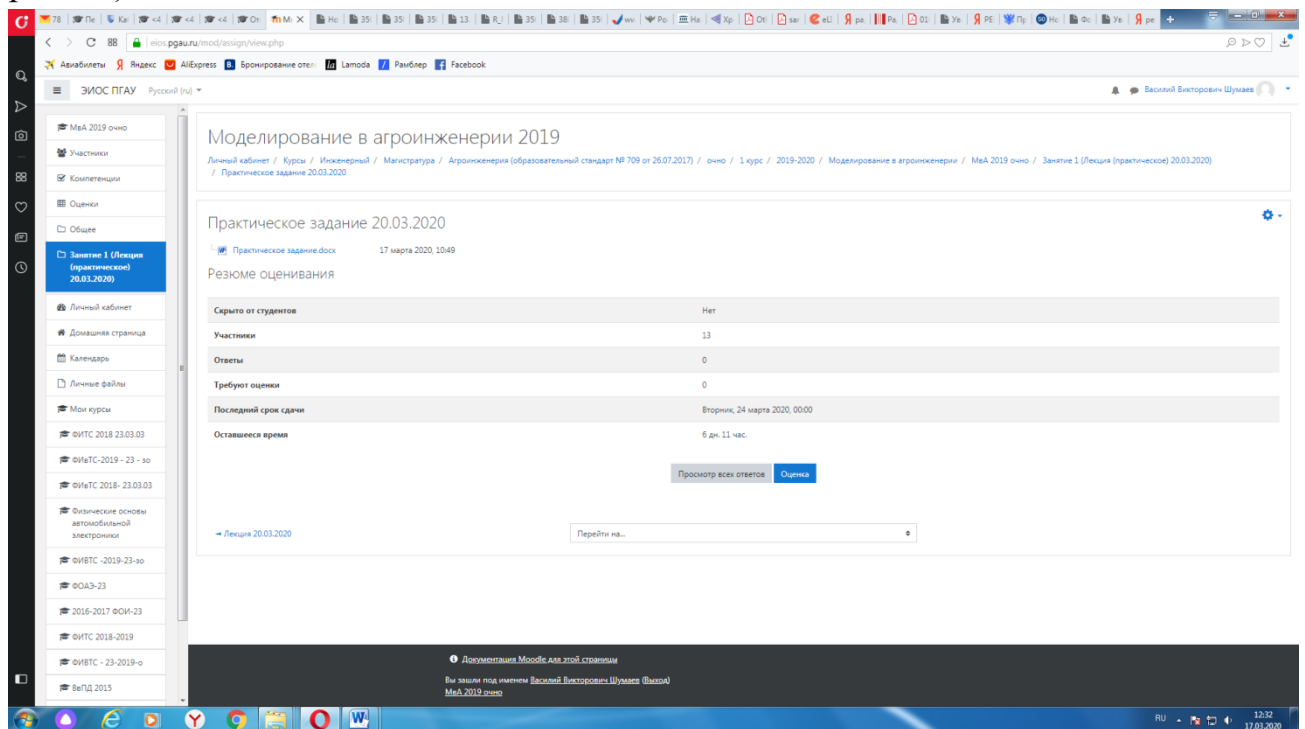 eios.pgau.ru/mod/assign/view.php
Авиабилеты Яндекс AliExpress Бронирование отел Lamoda Рамблер Facebook
ЭИОС ПГАУ Русский (ru)
Василий Викторович Шумаев
МвА 2019 очно
Участники
Компетенции
Оценки
Общее
Занятие 1 (Лекция
(практическое)
20.03.2020)
Личный кабинет
Домашняя страница
Календарь
Личные файлы
Мои курсы
ФИТС 2018 23.03.03
ФИвТС-2019 - 23 - зо
ФИвТС 2018- 23.03.03
Физические основы
автомобильной
электроники
ФИВТС -2019-23-зо
ФОАЭ-23
2016-2017 ФОИ-23
ФИТС 2018-2019
ФИВТС - 23-2019-о
ВвПД 2015
Моделирование в агроинженерии 2019
Личный кабинет / Курсы / Инженерный / Магистратура / Агроинженерия (образовательный стандарт № 709 от 26.07.2017) / очно / 1 курс / 2019-2020 / Моделирование в агроинженерии / МвА 2019 очно / Занятие 1 (Лекция (практическое) 20.03.2020)
/ Практическое задание 20.03.2020
Практическое задание 20.03.2020
Практическое задание.docx 17 марта 2020, 10:49
Резюме оценивания
Скрыто от студентов Нет
Участники 13
Ответы 0
Требуют оценки 0
Последний срок сдачи Вторник, 24 марта 2020, 00:00
Оставшееся время 6 дн. 11 час.
Просмотр всех ответов Оценка
→ Лекция 20.03.2020 Перейти на...
Документация Moodle для этой страницы
Вы зашли под именем Василий Викторович Шумаев (Выход)
МвА 2019 очно
RU 12:32
17.03.2020